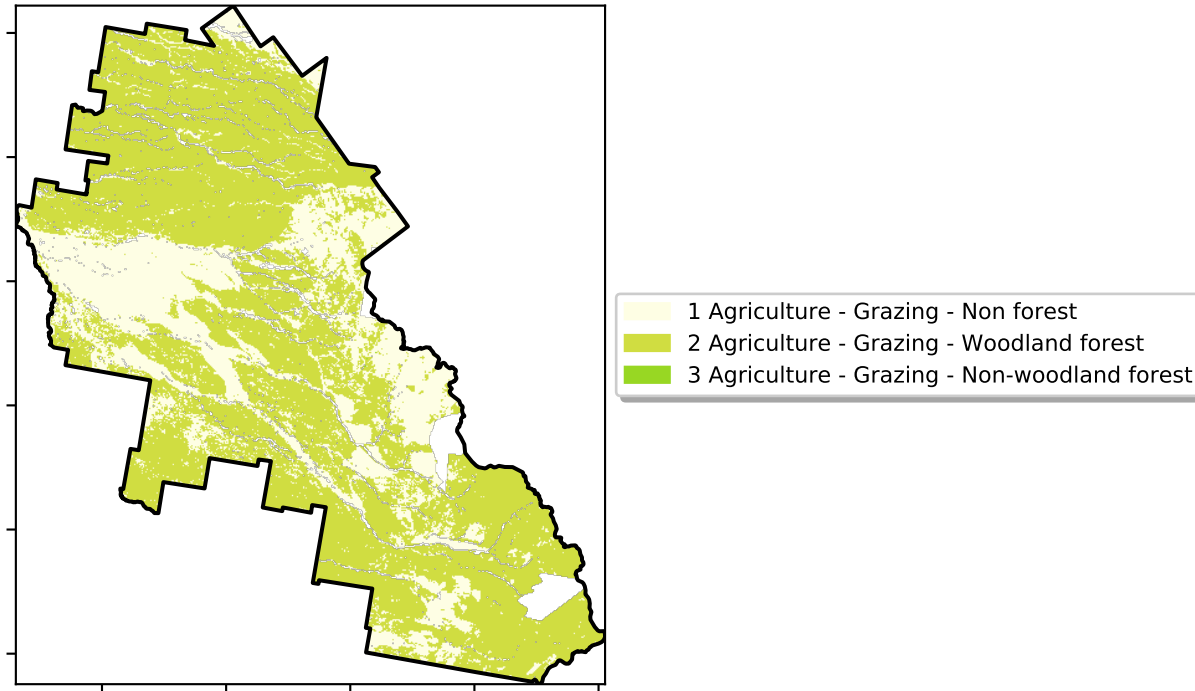 1 Agriculture - Grazing - Non forest
2 Agriculture - Grazing - Woodland forest
3 Agriculture - Grazing - Non-woodland forest